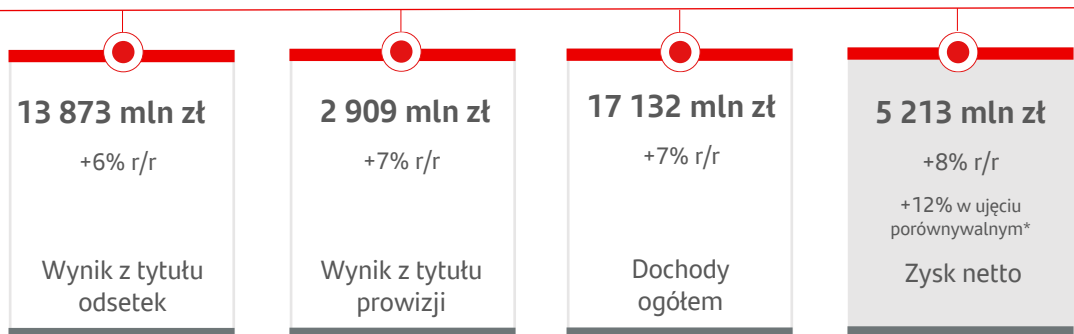 13 873 mln zł
+6% r/r
Wynik z tytułu
odsetek
2 909 mln zł
+7% r/r
Wynik z tytułu
prowizji
17 132 mln zł
+7% r/r
Dochody
ogółem
5 213 mln zł
+8% r/r
+12% w ujęciu
porównywalnym*
Zysk netto